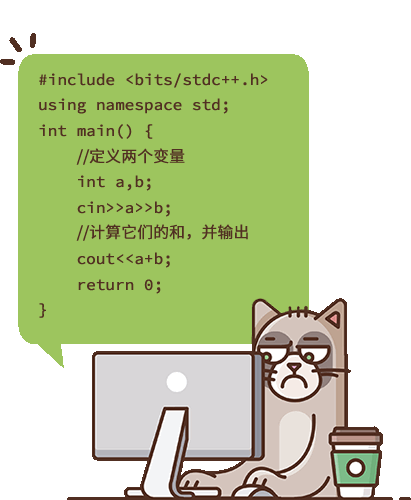 #include <bits/stdc++.h>
using namespace std;
int main() {
    //定义两个变量
    int a,b;
    cin>>a>>b;
    //计算它们的和，并输出
    cout<<a+b;
    return 0;
}